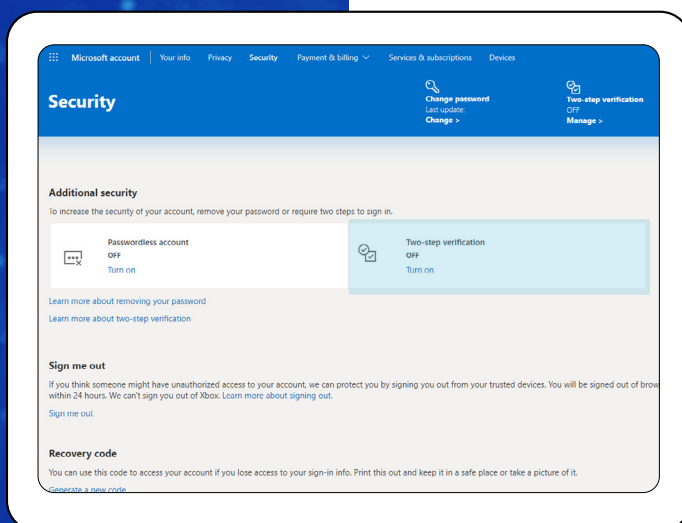 Microsoft account Your info Privacy Security Payment & billing Services & subscriptions Devices
Security
Change password
Last update:
Change >
Two-step verification
OFF
Manage >
Additional security
To increase the security of your account, remove your password or require two steps to sign in.
Passwordless account
OFF
Turn on
Two-step verification
OFF
Turn on
Learn more about removing your password
Learn more about two-step verification
Sign me out
If you think someone might have unauthorized access to your account, we can protect you by signing you out from your trusted devices. You will be signed out of brow
within 24 hours. We can't sign you out of Xbox. Learn more about signing out.
Sign me out
Recovery code
You can use this code to access your account if you lose access to your sign-in info. Print this out and keep it in a safe place or take a picture of it.
Generate a new code